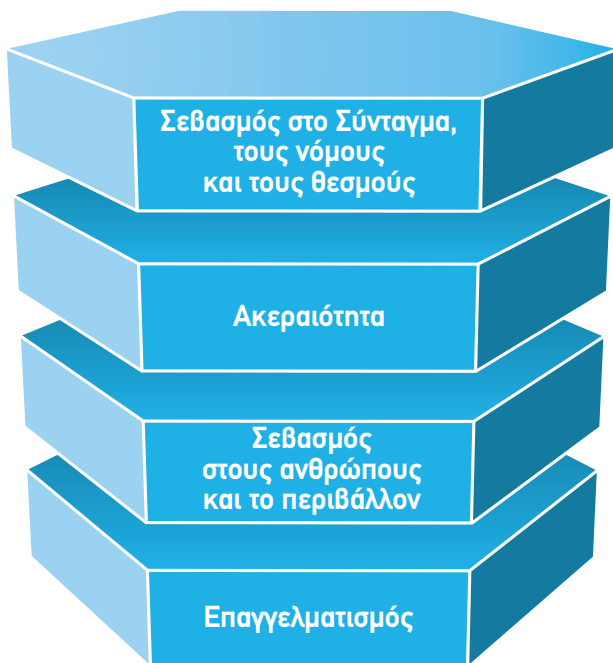 Σεβασμός στο Σύνταγμα,
τους νόμους
και τους θεσμούς
Ακεραιότητα
Σεβασμός
στους ανθρώπους
και το περιβάλλον
Επαγγελματισμός